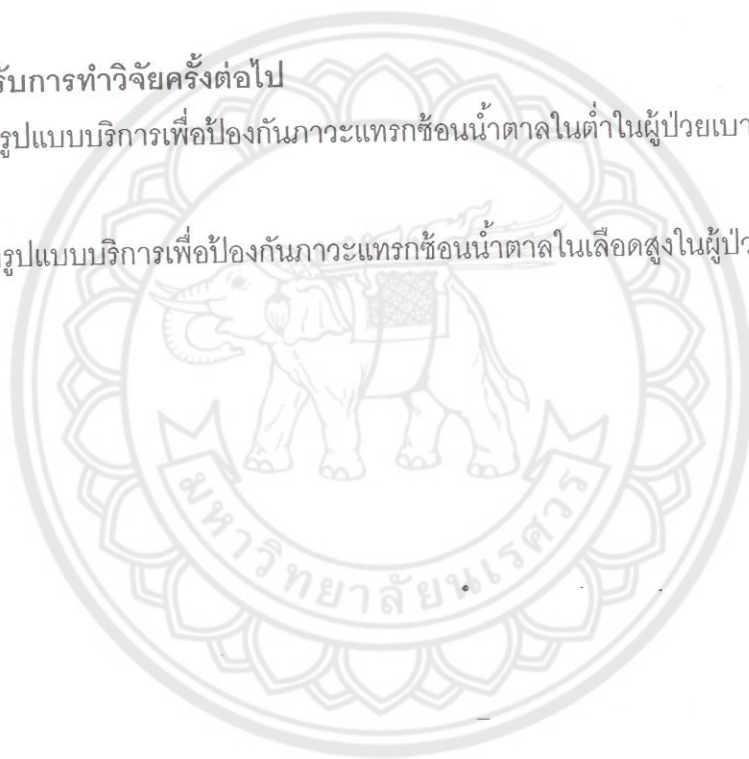 รับการทำวิจัยครั้งต่อไป
รูปแบบบริการเพื่อป้องกันภาวะแทรกซ้อนน้ำตาลในต่ำในผู้ป่วยเบา
รูปแบบบริการเพื่อป้องกันภาวะแทรกซ้อนน้ำตาลในเลือดสูงในผู้ป่ว
มหาวิทยาลัยนเรศวร